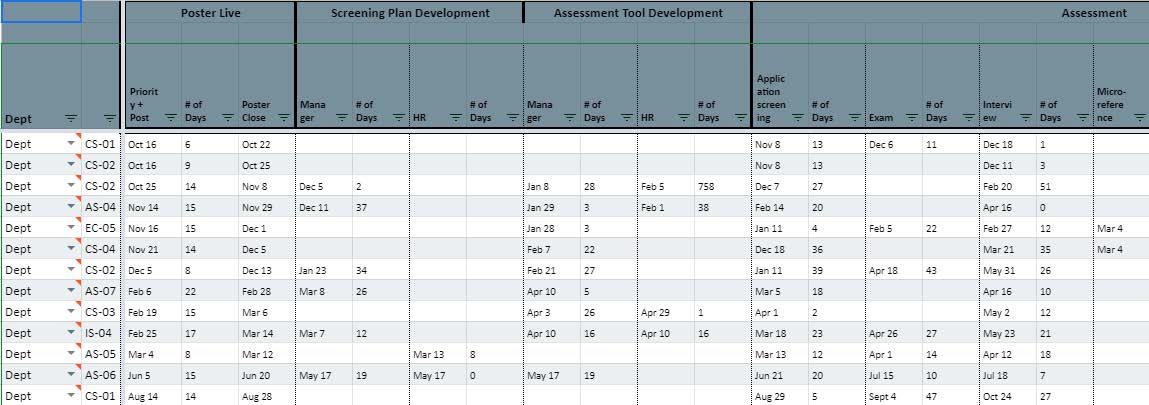 Poster Live Screening Plan Development Assessment Tool Development Assessment
Dept Priority + Post # of Days Poster Close Manager # of Days HR # of Days Manager # of Days HR # of Days Application screening # of Days Exam # of Days Interview # of Days Micro-reference
Dept CS-01 Oct 16 6 Oct 22 Nov 8 13 Dec 6 11 Dec 18 1
Dept CS-02 Oct 16 9 Oct 25 Nov 8 13 Dec 11 3
Dept CS-02 Oct 25 14 Nov 8 Dec 5 2 Jan 8 28 Feb 5 758 Dec 7 27 Feb 20 51
Dept AS-04 Nov 14 15 Nov 29 Dec 11 37 Jan 29 3 Feb 1 38 Feb 14 20 Apr 16 0
Dept EC-05 Nov 16 15 Dec 1 Jan 28 3 Jan 11 4 Feb 5 22 Feb 27 12 Mar 4
Dept CS-04 Nov 21 14 Dec 5 Feb 7 22 Dec 18 36 Mar 21 35 Mar 4
Dept CS-02 Dec 5 8 Dec 13 Jan 23 34 Feb 21 27 Jan 11 39 Apr 18 43 May 31 26
Dept AS-07 Feb 6 22 Feb 28 Mar 8 26 Apr 10 5 Mar 5 18 Apr 16 10
Dept CS-03 Feb 19 15 Mar 6 Apr 3 26 Apr 29 1 Apr 1 2 May 2 12
Dept IS-04 Feb 25 17 Mar 14 Mar 7 12 Apr 10 16 Apr 10 16 Mar 18 23 Apr 26 27 May 23 21
Dept AS-05 Mar 4 8 Mar 12 Mar 13 8 Mar 13 12 Apr 1 14 Apr 12 18
Dept AS-06 Jun 5 15 Jun 20 May 17 19 May 17 0 May 17 19 Jun 21 20 Jul 15 10 Jul 18 7
Dept CS-01 Aug 14 14 Aug 28 Aug 29 5 Sept 4 47 Oct 24 27